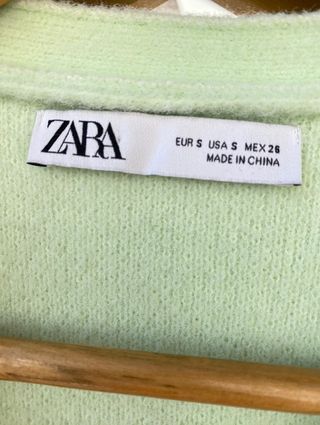 ZARA
EUR S USA S MEX 26
MADE IN CHINA